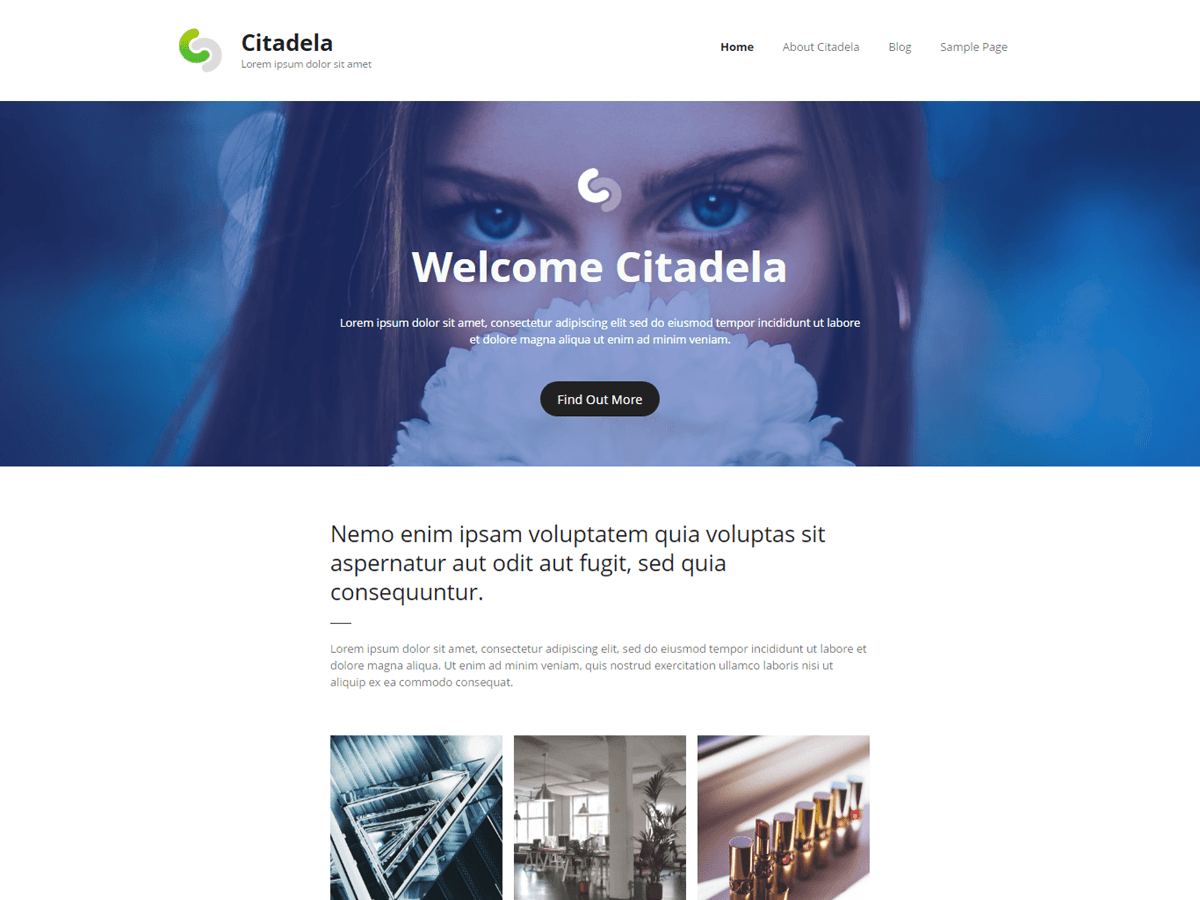 Citadela
Lorem ipsum dolor sit amet
Home
About Citadela
Blog
Sample Page
Welcome Citadela
Lorem ipsum dolor sit amet, consectetur adipiscing elit sed do eiusmod tempor incididunt ut labore
et dolore magna aliqua ut enim ad minim veniam.
Find Out More
Nemo enim ipsam voluptatem quia voluptas sit
aspernatur aut odit aut fugit, sed quia
consequuntur.
Lorem ipsum dolor sit amet, consectetur adipiscing elit, sed do eiusmod tempor incididunt ut labore et
dolore magna aliqua. Ut enim ad minim veniam, quis nostrud exercitation ullamco laboris nisi ut
aliquip ex ea commodo consequat.